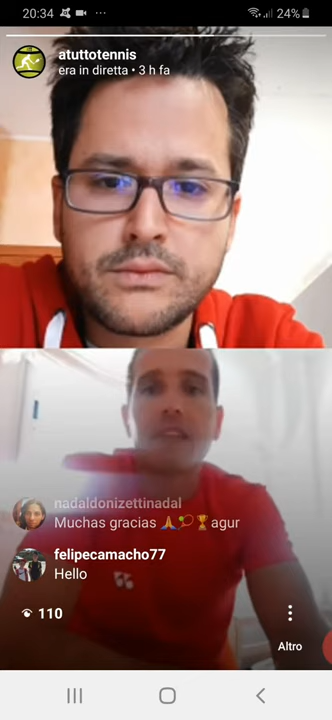 20:34
24%
atuttotennis
era in diretta • 3 h fa
nadaldonizettinadal
Muchas gracias 🙏🎾🏆agur
felipecamacho77
Hello
110
Altro